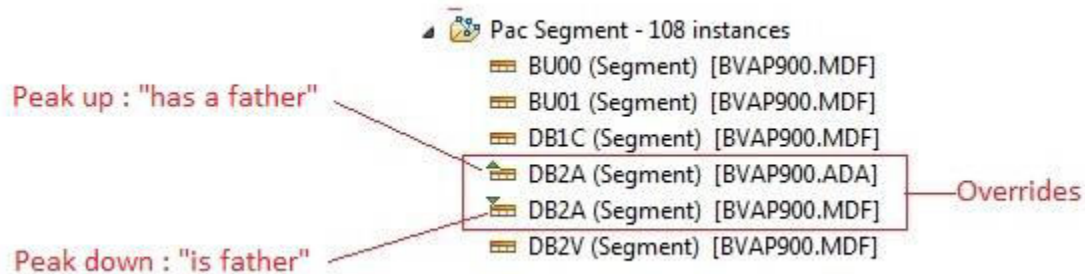 Pac Segment - 108 instances
BU00 (Segment) [BVAP900.MDF]
Peak up : "has a father"
BU01 (Segment) [BVAP900.MDF]
DB1C (Segment) [BVAP900.MDF]
DB2A (Segment) [BVAP900.ADA]
Overrides
DB2A (Segment) [BVAP900.MDF]
DB2V (Segment) [BVAP900.MDF]
Peak down : "is father"